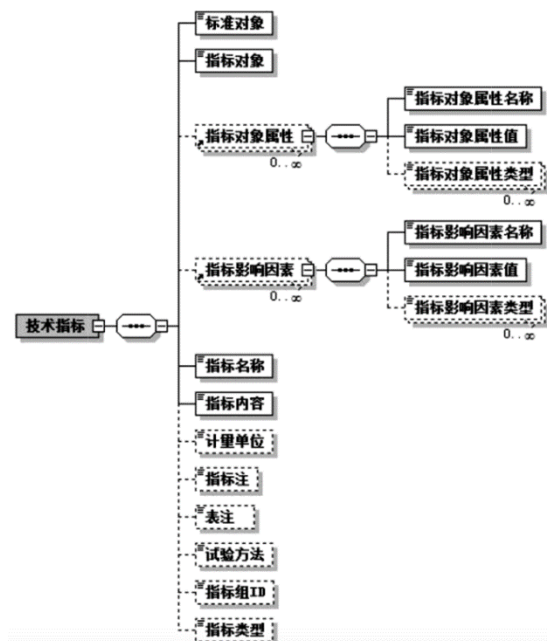 标准对象
指标对象
指标对象属性名称
指标对象属性
指标对象属性值
0..∞
指标对象属性类型
0..∞
指标影响因素名称
指标影响因素
指标影响因素值
0..∞
指标影响因素类型
0..∞
技术指标
指标名称
指标内容
计量单位
指标注
表注
试验方法
指标组ID
指标类型